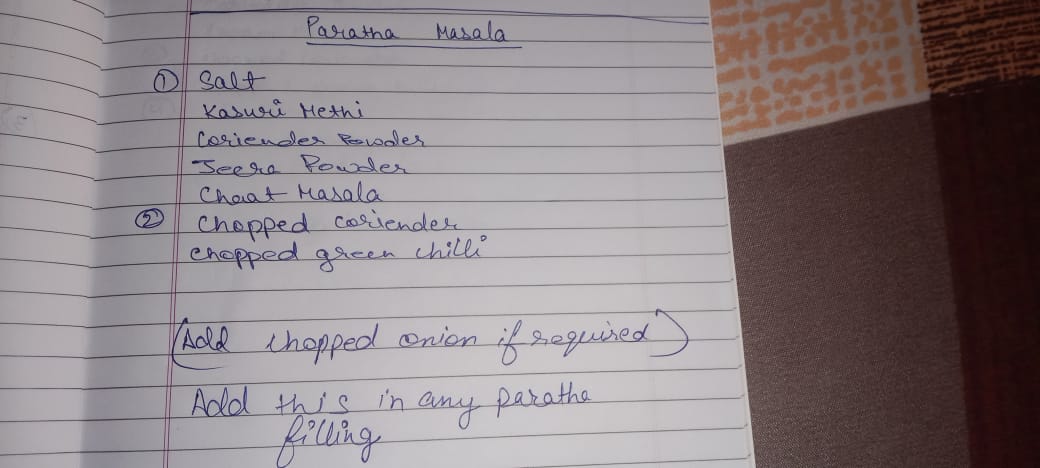 Paratha Masala
① Salt
Kasuri Methi
Coriender Powder
Jeera Powder
Chaat Masala
② Chopped coriender
chopped green chilli
(Add chopped onion if required)
Add this in any paratha
filling